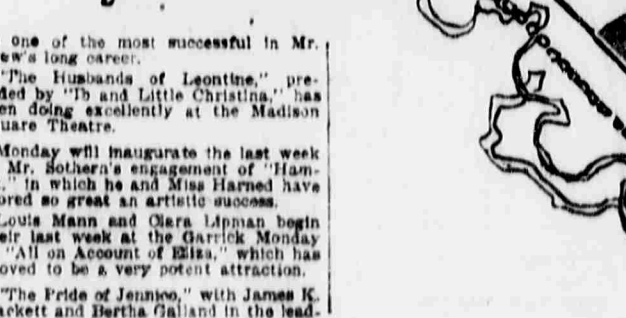 one of the most successful in Mr.
ew's long career.
"The Husbands of Leontine," pre-
ded by "Ib and Little Christina," has
en doing excellently at the Madison
uare Theatre.
Monday will inaugurate the last week
Mr. Sothern's engagement of "Ham-
," in which he and Miss Harned have
ored so great an artistic success.
Louis Mann and Clara Lipman begin
eir last week at the Garrick Monday
"All on Account of Eliza," which has
oved to be a very potent attraction.
"The Pride of Jennico," with James K.
ackett and Bertha Galland in the lead-